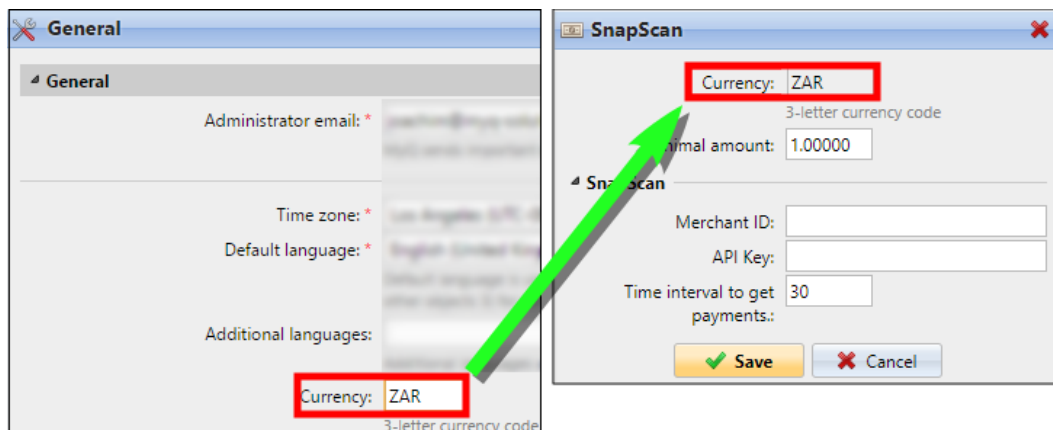 General
General
Administrator email: *
Time zone: *
Default language: *
Additional languages:
Currency: ZAR
3-letter currency code
SnapScan
Currency: ZAR
3-letter currency code
amount: 1.00000
SnapScan
Merchant ID:
API Key:
Time interval to get 30
payments.:
Save Cancel